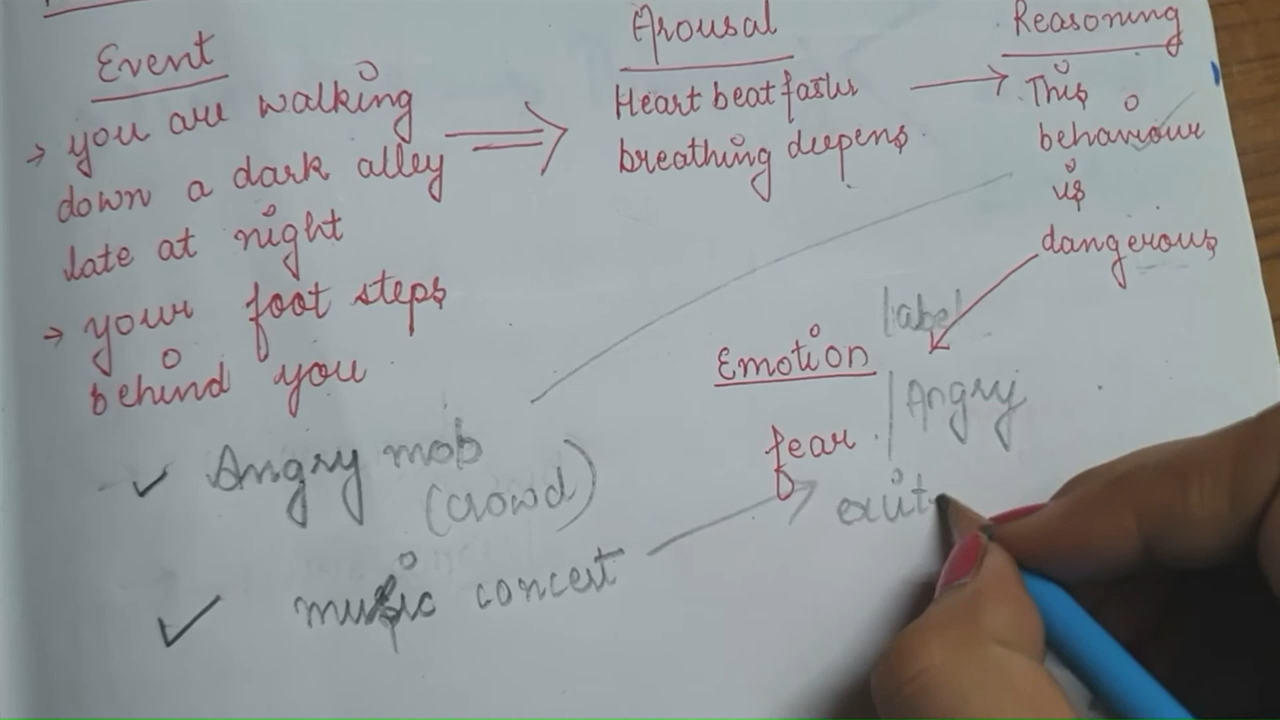 Event
→ you are walking
down a dark alley
late at night
→ your foot steps
behind you
Arousal
Heart beat faster
breathing deepens
Reasoning
This
behaviour
is
dangerous
label
Emotion
fear
Angry
✓ Angry mob
(crowd)
✓ music concert
exit